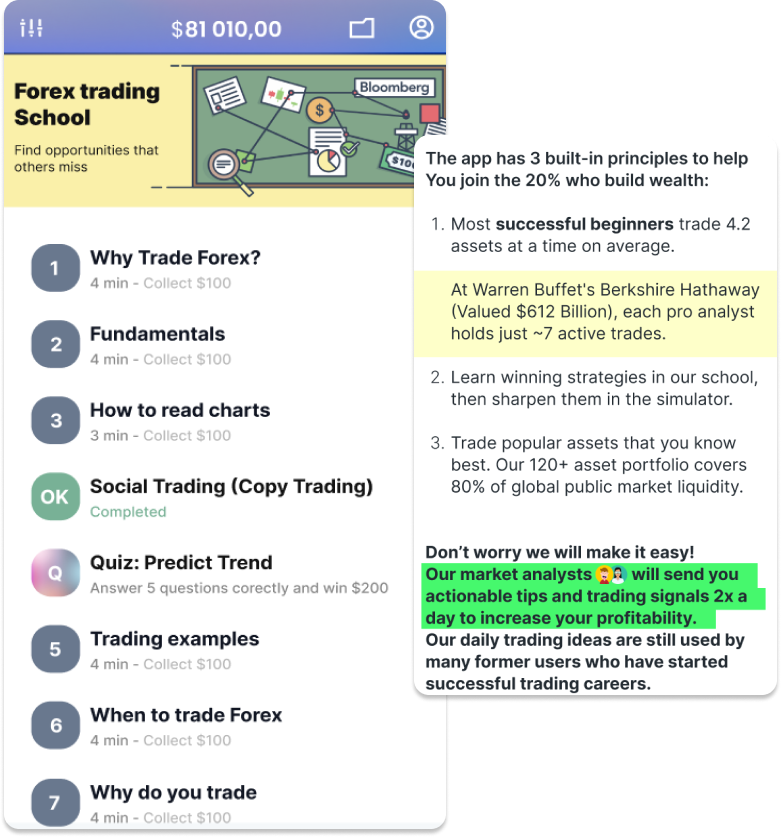 $81 010,00
Forex trading
School
Find opportunities that
others miss
Bloomberg
$
$100
1
Why Trade Forex?
4 min - Collect $100
2
Fundamentals
4 min - Collect $100
3
How to read charts
3 min - Collect $100
OK
Social Trading (Copy Trading)
Completed
Q
Quiz: Predict Trend
Answer 5 questions corectly and win $200
5
Trading examples
4 min - Collect $100
6
When to trade Forex
4 min - Collect $100
7
Why do you trade
4 min - Collect $100
The app has 3 built-in principles to help
You join the 20% who build wealth:
1. Most successful beginners trade 4.2
assets at a time on average.
At Warren Buffet's Berkshire Hathaway
(Valued $612 Billion), each pro analyst
holds just ~7 active trades.
2. Learn winning strategies in our school,
then sharpen them in the simulator.
3. Trade popular assets that you know
best. Our 120+ asset portfolio covers
80% of global public market liquidity.
Don’t worry we will make it easy!
Our market analysts will send you
actionable tips and trading signals 2x a
day to increase your profitability.
Our daily trading ideas are still used by
many former users who have started
successful trading careers.